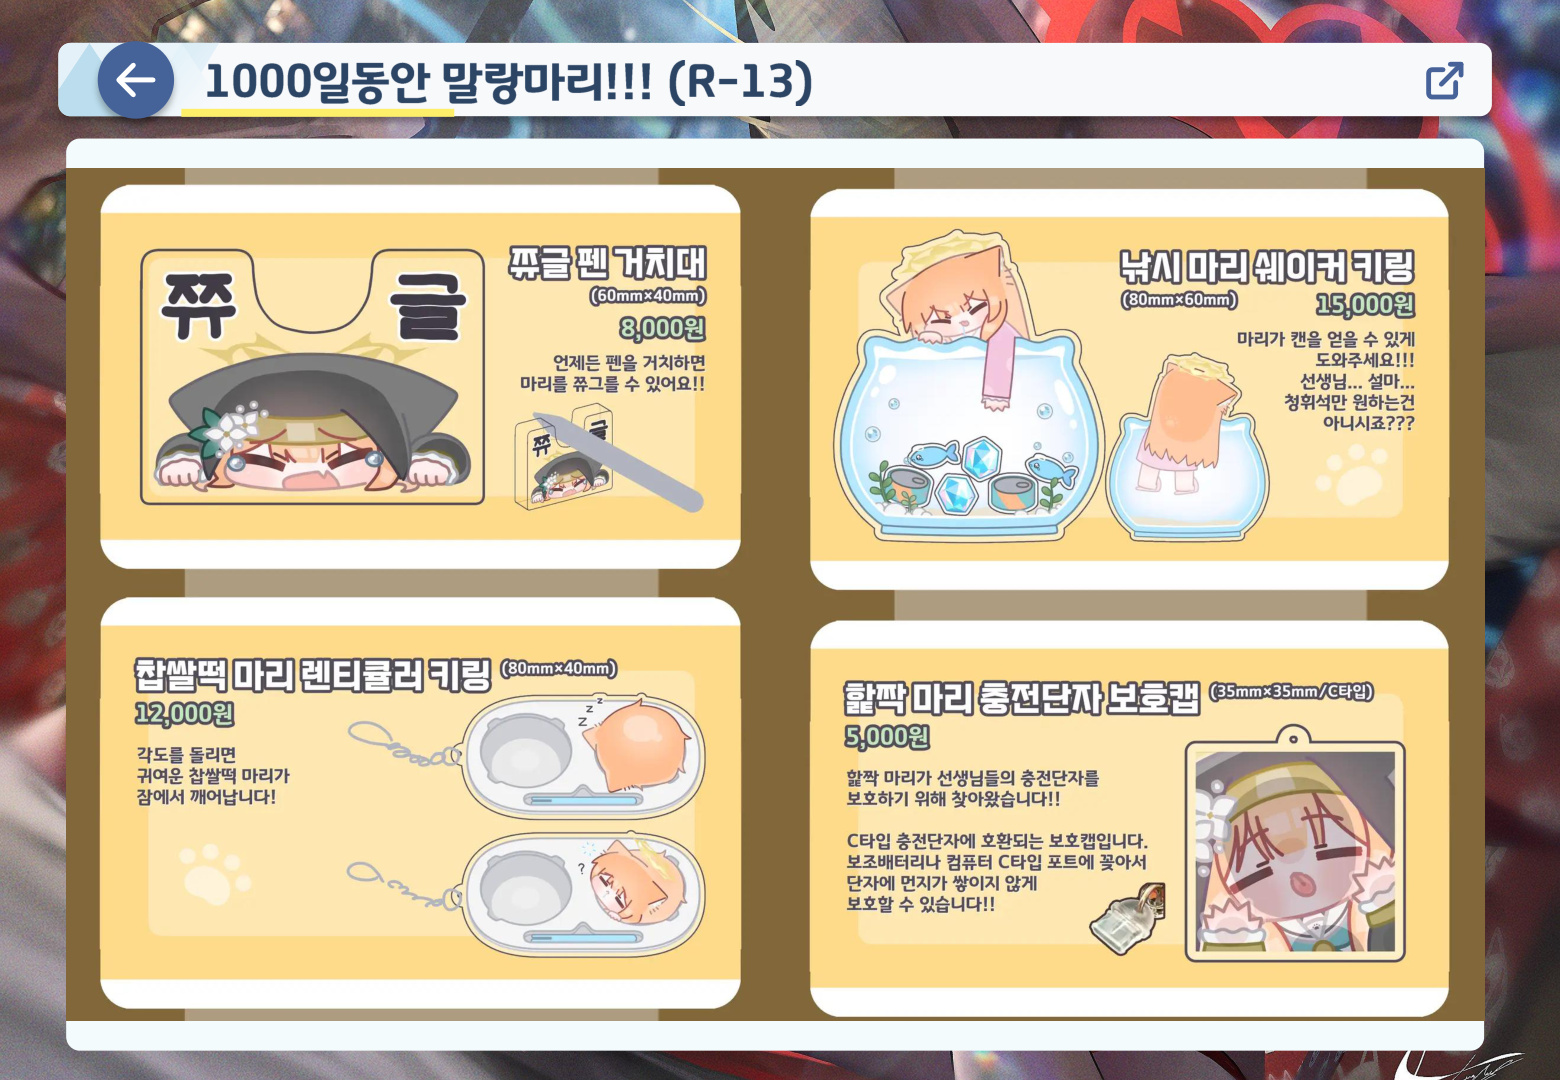 1000일동안 말랑마리!!! (R-13)
쮸 글
쮸글 펜 거치대
(60mm×40mm)
8,000원
언제든 펜을 거치하면
마리를 쮸그를 수 있어요!!
쮸 글
낚시 마리 쉐이커 키링
(80mm×60mm) 15,000원
마리가 캔을 얻을 수 있게
도와주세요!!!
선생님... 설마...
청휘석만 원하는건
아니시죠???
찹쌀떡 마리 렌티큘러 키링 (80mm×40mm)
12,000원
각도를 돌리면
귀여운 찹쌀떡 마리가
잠에서 깨어납니다!
z z z
?
핥짝 마리 충전단자 보호캡 (35mm×35mm/C타입)
5,000원
핥짝 마리가 선생님들의 충전단자를
보호하기 위해 찾아왔습니다!!
C타입 충전단자에 호환되는 보호캡입니다.
보조배터리나 컴퓨터 C타입 포트에 꽂아서
단자에 먼지가 쌓이지 않게
보호할 수 있습니다!!